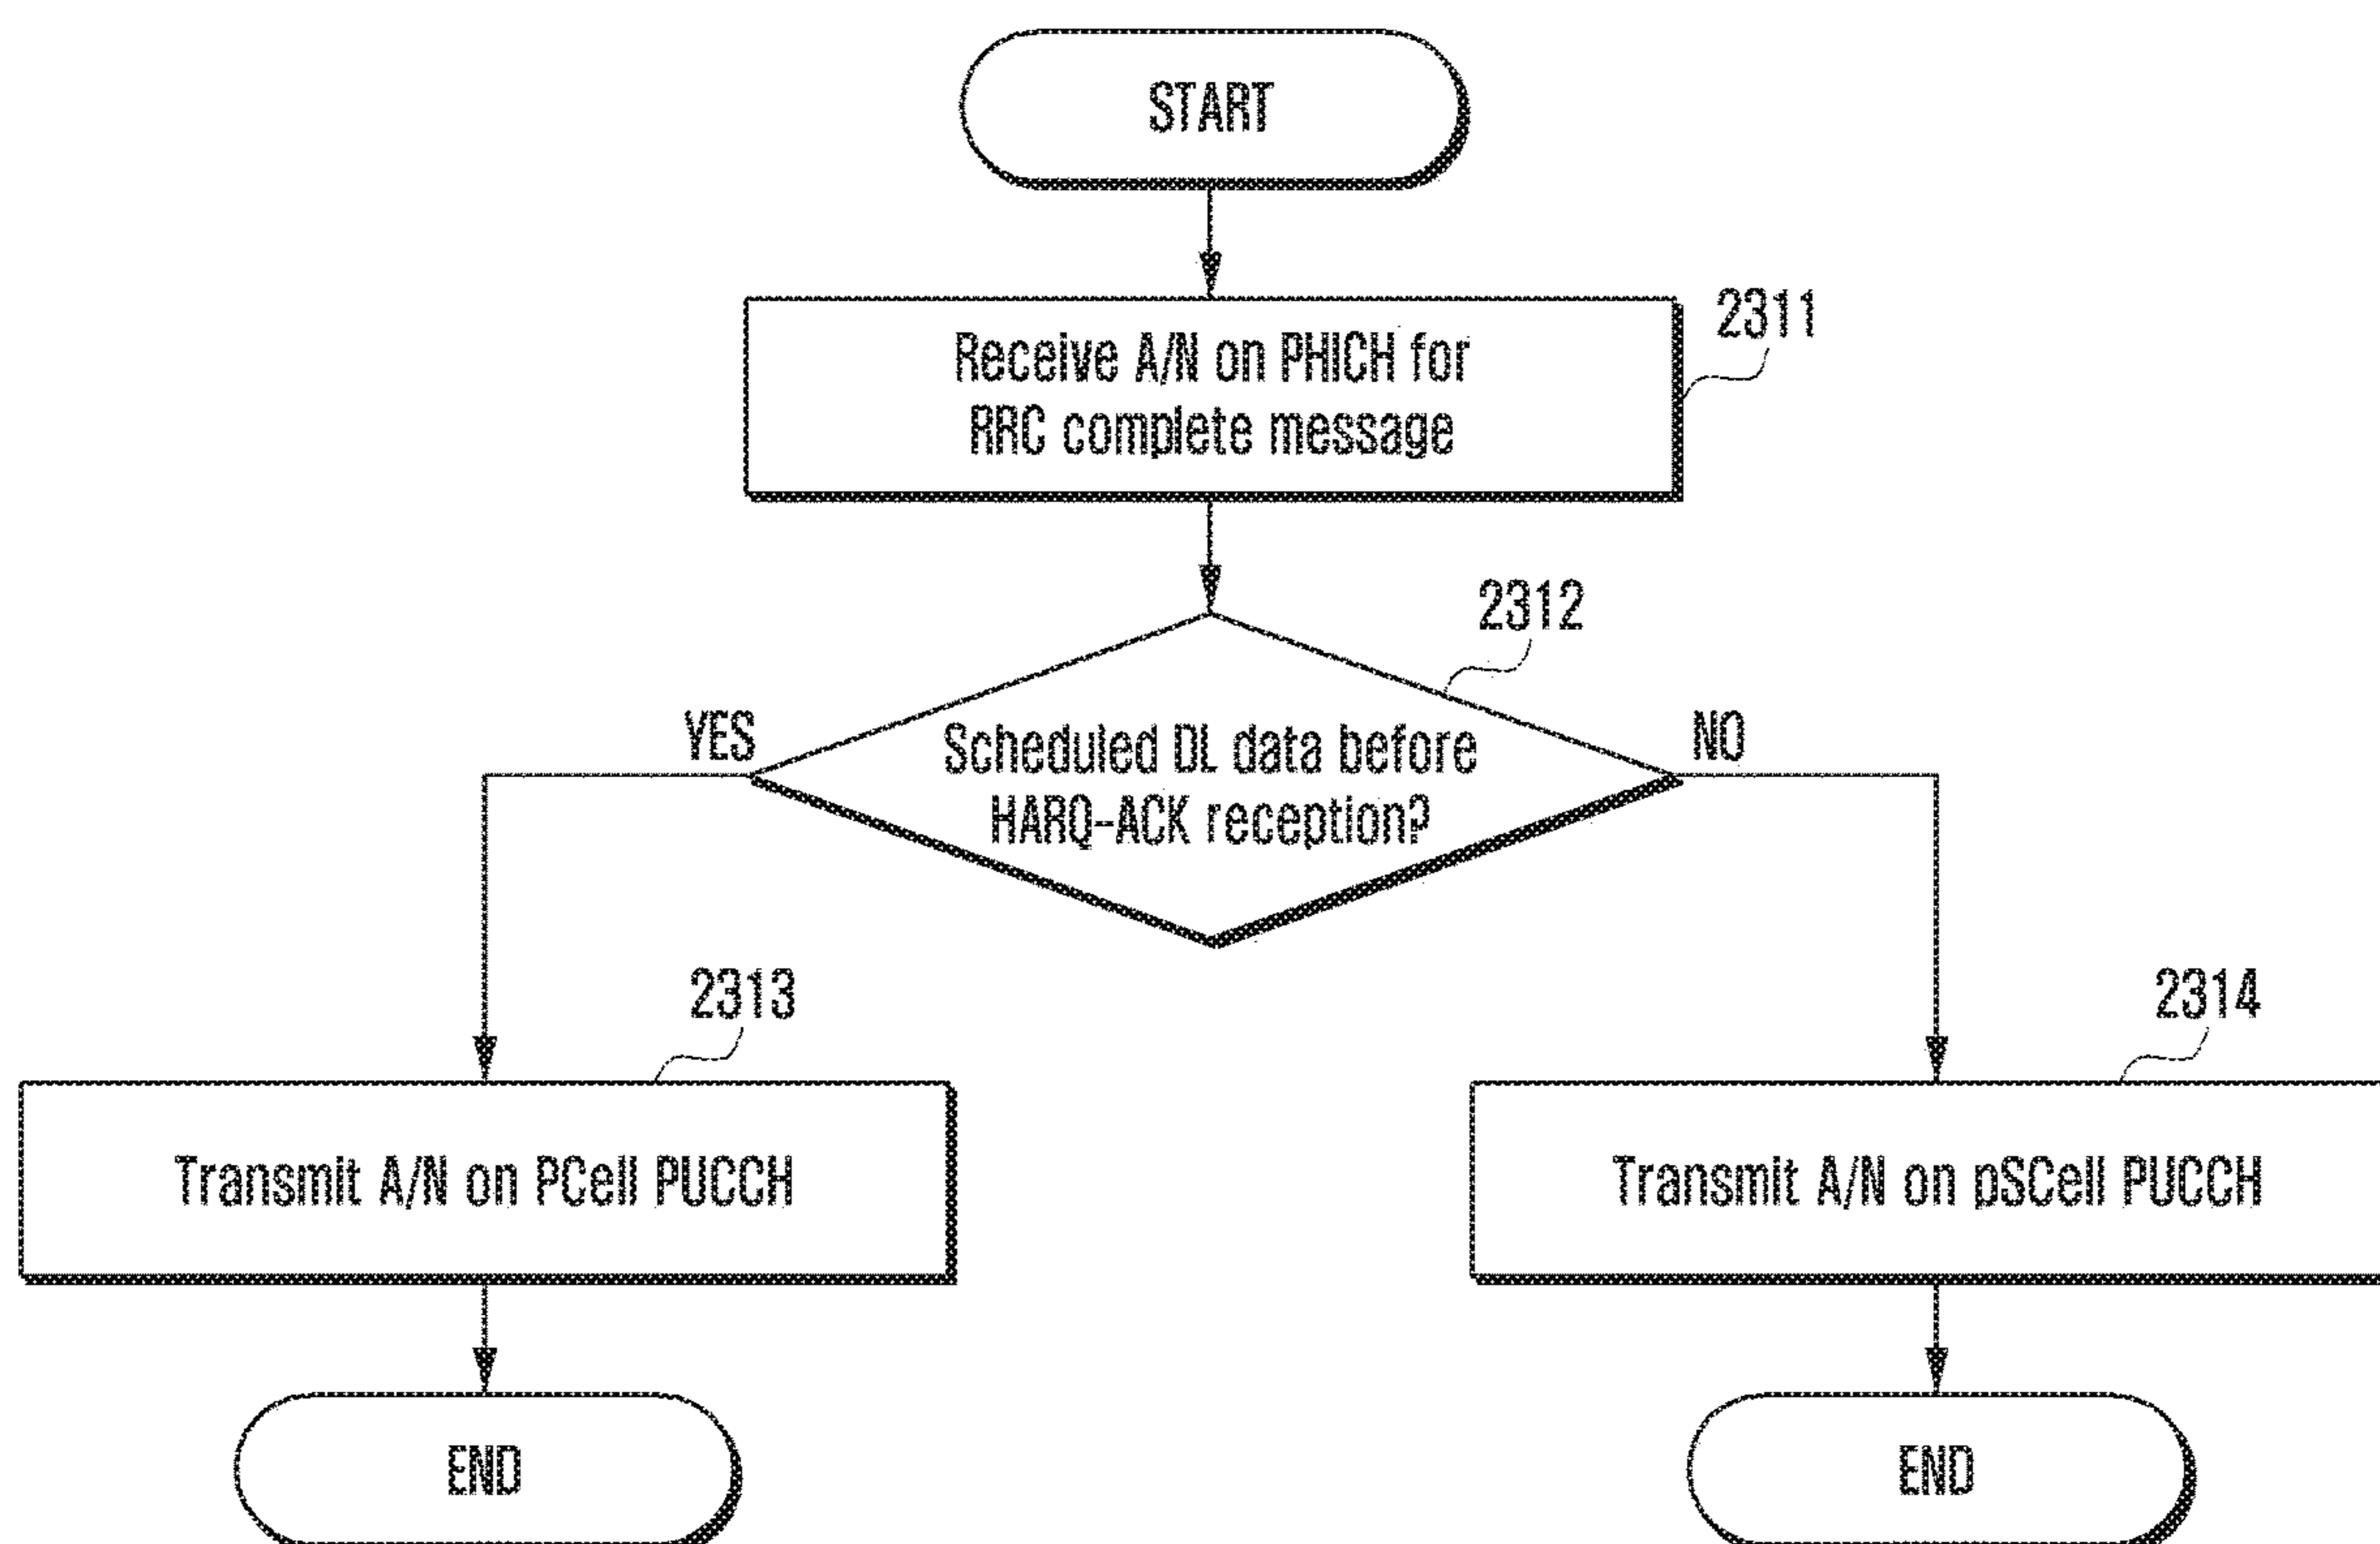 START
2311
Receive A/N on PHICH for
RRC complete message
2312
YES
NO
Scheduled DL data before
HARQ-ACK reception?
2313
2314
Transmit A/N on PCell PUCCH
Transmit A/N on pSCell PUCCH
END
END